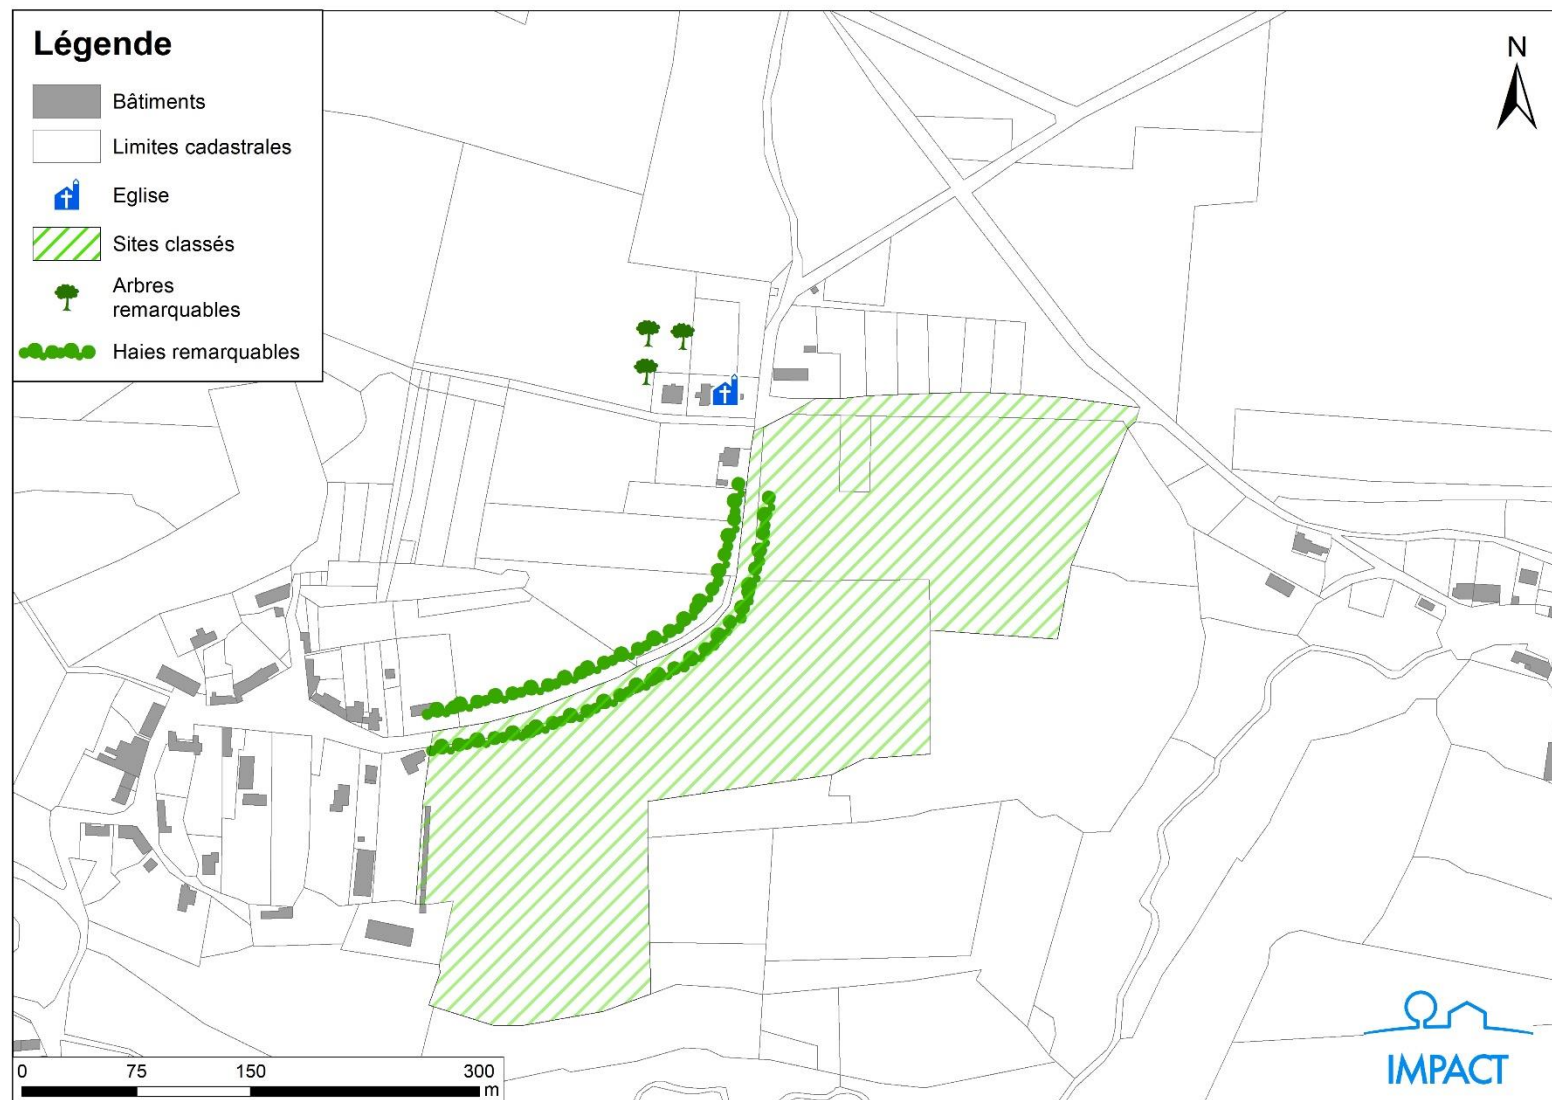 Légende
Bâtiments
Limites cadastrales
Eglise
Sites classés
Arbres
remarquables
Haies remarquables
N
0 75 150 300
m
IMPACT